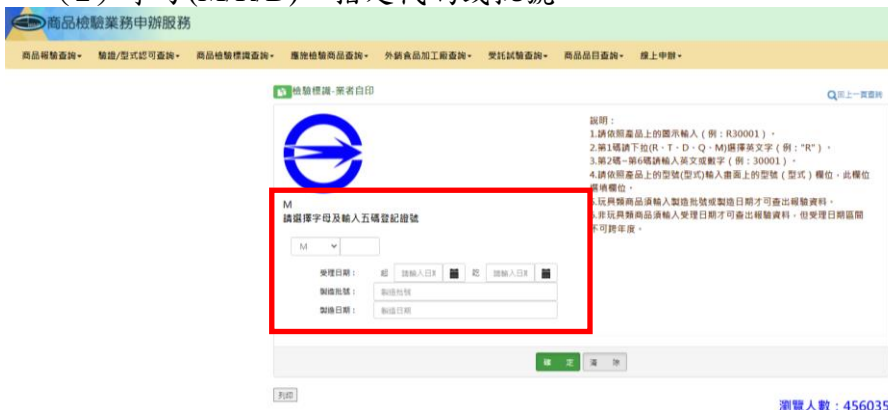 商品檢驗業務申辦服務
商品報驗查詢 驗證/型式認可查詢 商品檢驗標識查詢 應施檢驗商品查詢 外銷食品加工廠查詢 受託試驗查詢 商品品目查詢 線上申辦
檢驗標識-業者自印
回上一頁查詢
說明：
1.請依照產品上的圖示輸入（例：R30001）。
2.第1碼請下拉(R、T、D、Q、M)選擇英文字（例："R"）。
3.第2碼~第6碼請輸入英文或數字（例：30001）。
4.請依照產品上的型號(型式)輸入畫面上的型號（型式）欄位，此欄位
選填欄位。
5.玩具類商品須輸入製造批號或製造日期才可查出報驗資料。
6.非玩具類商品須輸入受理日期才可查出報驗資料，但受理日期區間
不可跨年度。
M
請選擇字母及輸入五碼登記證號
M
受理日期： 起 請輸入日期 訖 請輸入日期
製造批號： 製造批號
製造日期： 製造日期
確 定 清 除
列印
瀏覽人數：456035